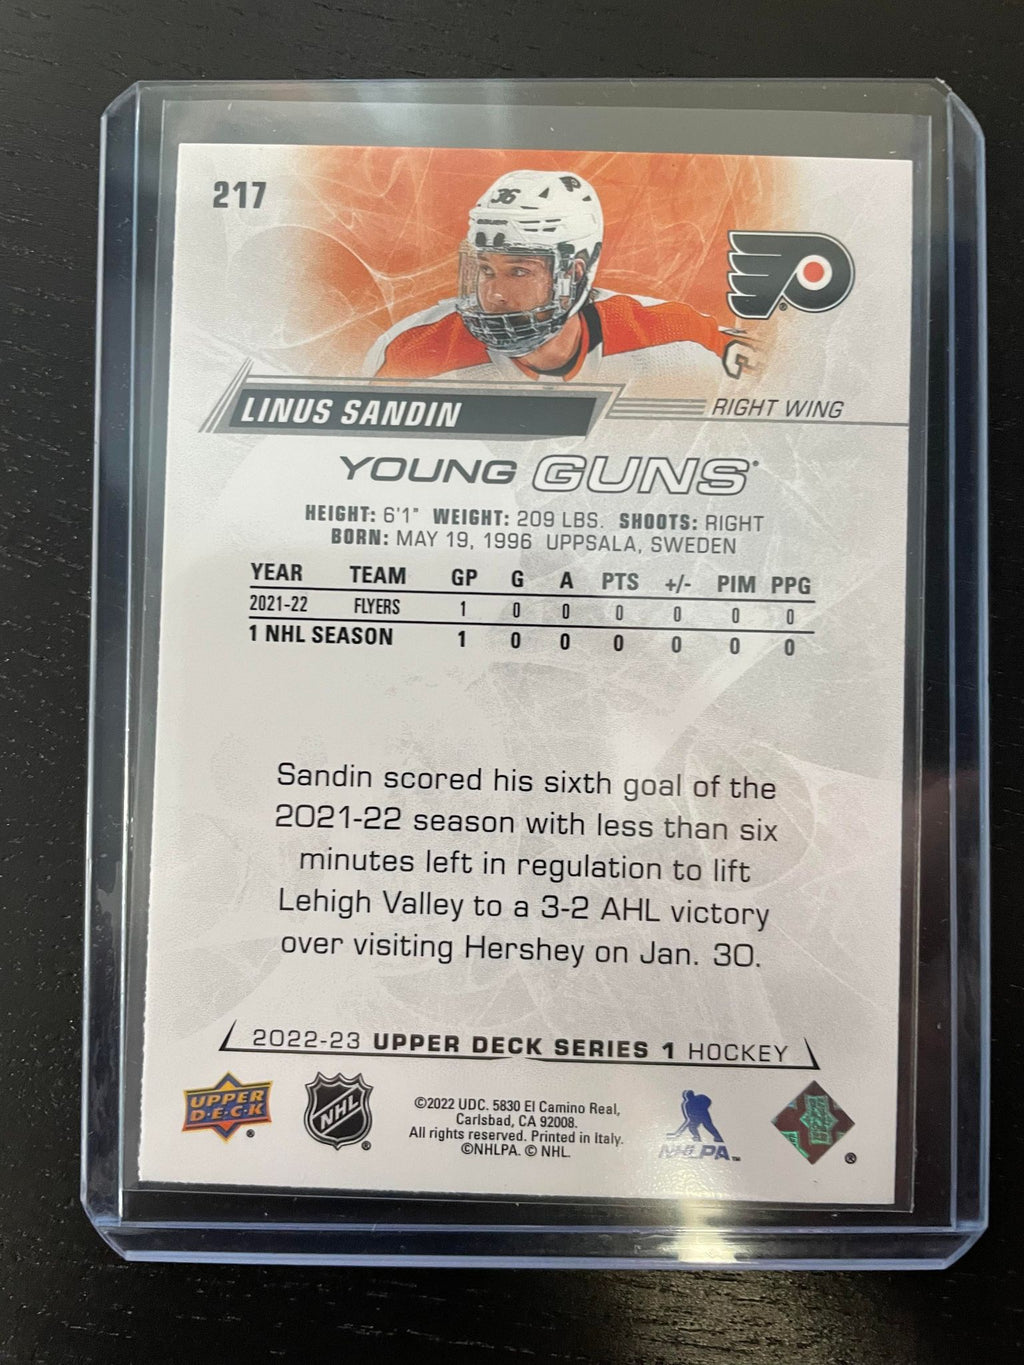 217
36
BAUER
LINUS SANDIN
RIGHT WING
YOUNG GUNS
HEIGHT: 6'1" WEIGHT: 209 LBS. SHOOTS: RIGHT
BORN: MAY 19, 1996 UPPSALA, SWEDEN
YEAR TEAM GP G A PTS +/- PIM PPG
2021-22 FLYERS 1 0 0 0 0 0 0
1 NHL SEASON 1 0 0 0 0 0 0
Sandin scored his sixth goal of the
2021-22 season with less than six
minutes left in regulation to lift
Lehigh Valley to a 3-2 AHL victory
over visiting Hershey on Jan. 30.
2022-23 UPPER DECK SERIES 1 HOCKEY
UPPER
D·E·C·K ®
NHL ®
©2022 UDC. 5830 El Camino Real,
Carlsbad, CA 92008.
All rights reserved. Printed in Italy.
©NHLPA. © NHL.
NHLPA™
®